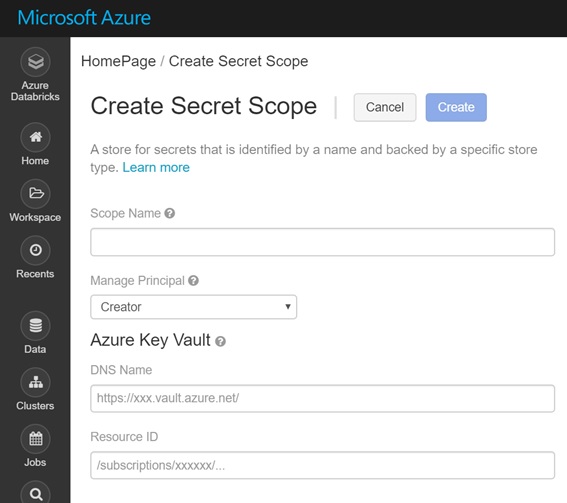 Microsoft Azure
Azure
Databricks
Home
Workspace
Recents
Data
Clusters
Jobs
HomePage / Create Secret Scope
Create Secret Scope
Cancel
Create
A store for secrets that is identified by a name and backed by a specific store
type. Learn more
Scope Name ?
Manage Principal ?
Creator
Azure Key Vault ?
DNS Name
https://xxx.vault.azure.net/
Resource ID
/subscriptions/xxxxxx/...